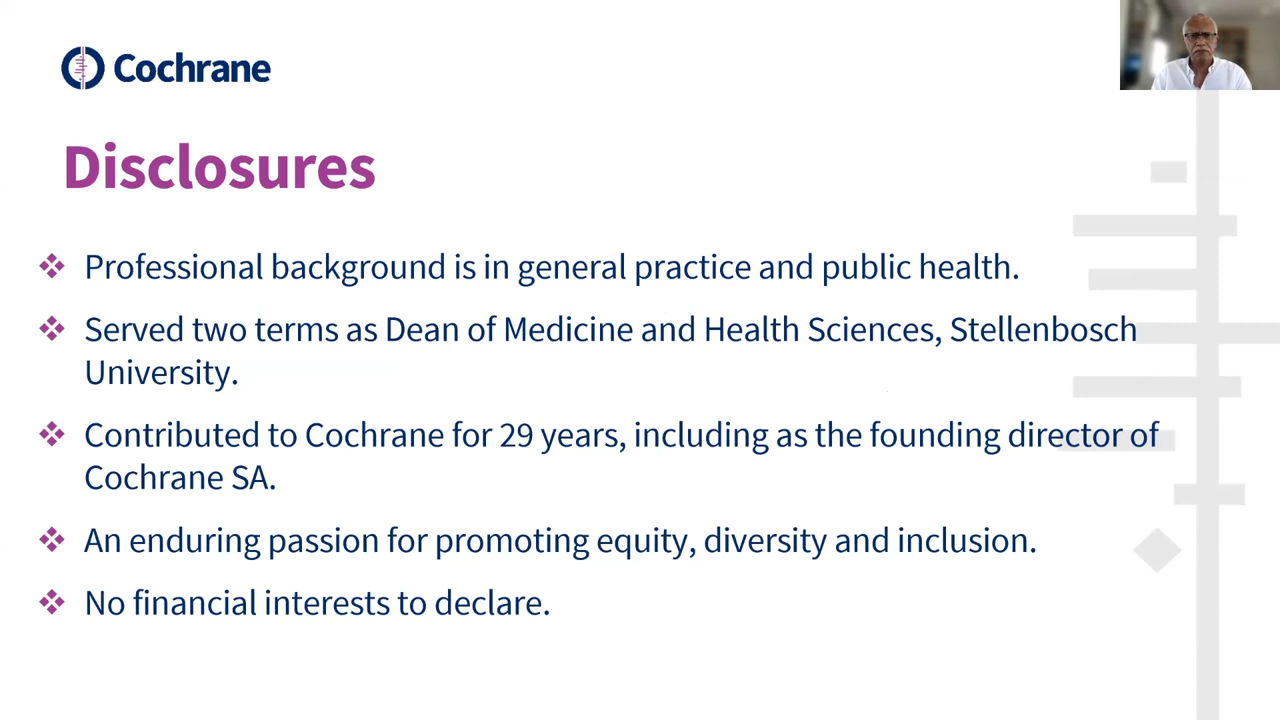 Cochrane
Disclosures
❖ Professional background is in general practice and public health.
❖ Served two terms as Dean of Medicine and Health Sciences, Stellenbosch
University.
❖ Contributed to Cochrane for 29 years, including as the founding director of
Cochrane SA.
❖ An enduring passion for promoting equity, diversity and inclusion.
❖ No financial interests to declare.